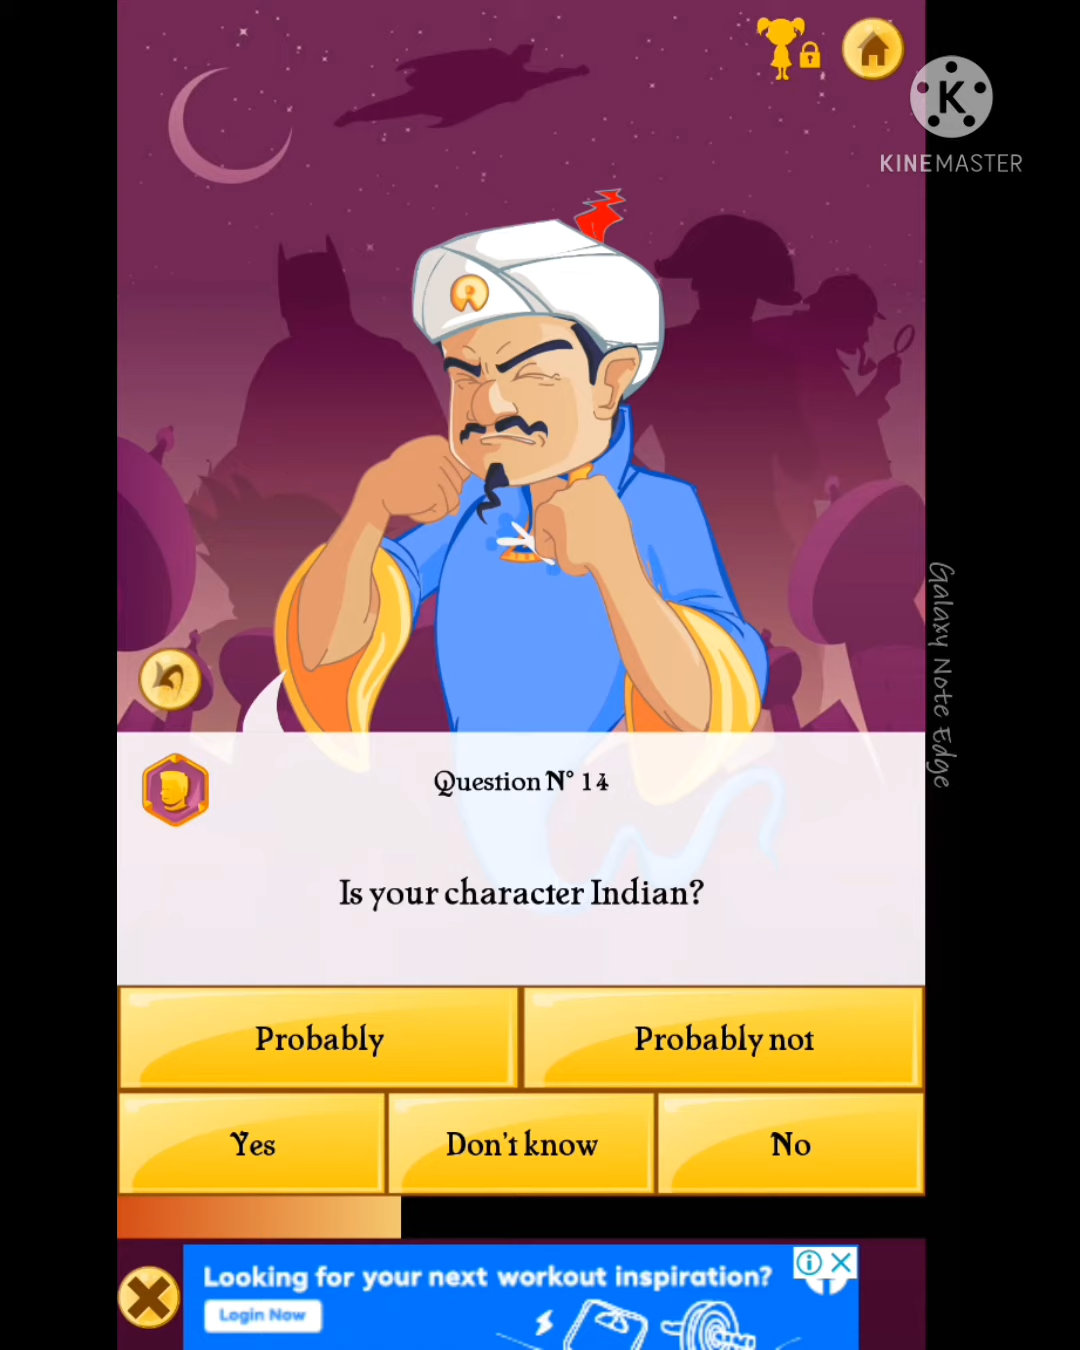 K
KINEMASTER
Galaxy Note Edge
Question N° 14
Is your character Indian?
Probably
Probably not
Yes
Don't know
No
Looking for your next workout inspiration?
Login Now